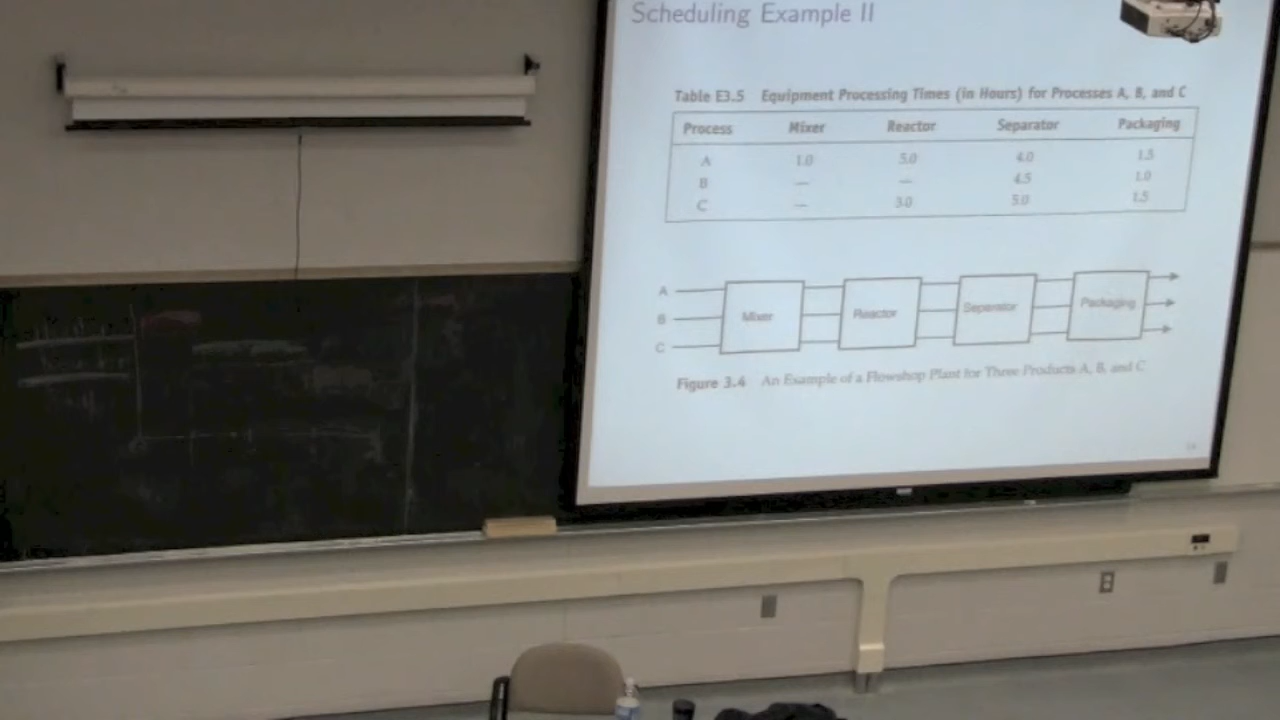 Scheduling Example II
Table E3.5 Equipment Processing Times (in Hours) for Processes A, B, and C
Process Mixer Reactor Separator Packaging
A 1.0 5.0 4.0 1.5
B — — 4.5 1.0
C — 3.0 5.0 1.5
A
B
C
Mixer Reactor Separator Packaging
Figure 3.4 An Example of a Flowshop Plant for Three Products A, B, and C